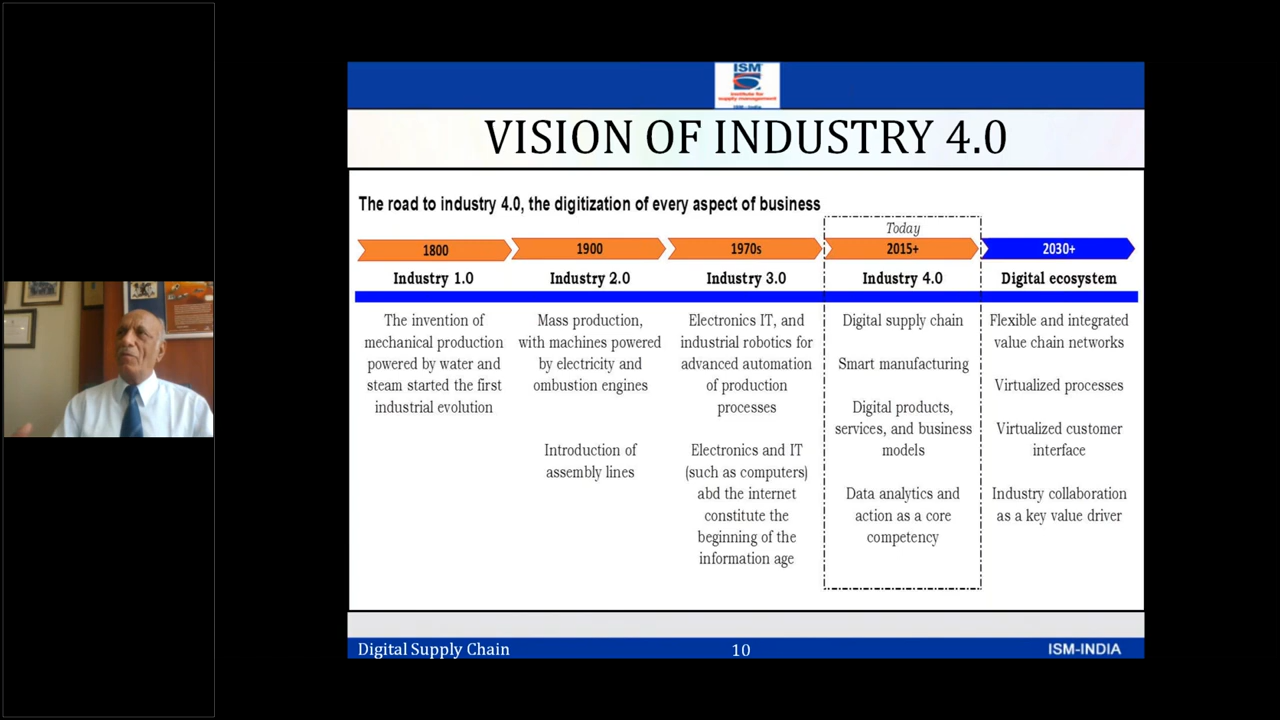 ISM
Institute for
supply management
ISM-India
VISION OF INDUSTRY 4.0
The road to industry 4.0, the digitization of every aspect of business
Today
1800
1900
1970s
2015+
2030+
Industry 1.0
Industry 2.0
Industry 3.0
Industry 4.0
Digital ecosystem
The invention of
mechanical production
powered by water and
steam started the first
industrial evolution
Mass production,
with machines powered
by electricity and
ombustion engines
Introduction of
assembly lines
Electronics IT, and
industrial robotics for
advanced automation
of production
processes
Electronics and IT
(such as computers)
abd the internet
constitute the
beginning of the
information age
Digital supply chain
Smart manufacturing
Digital products,
services, and business
models
Data analytics and
action as a core
competency
Flexible and integrated
value chain networks
Virtualized processes
Virtualized customer
interface
Industry collaboration
as a key value driver
Digital Supply Chain
10
ISM-INDIA